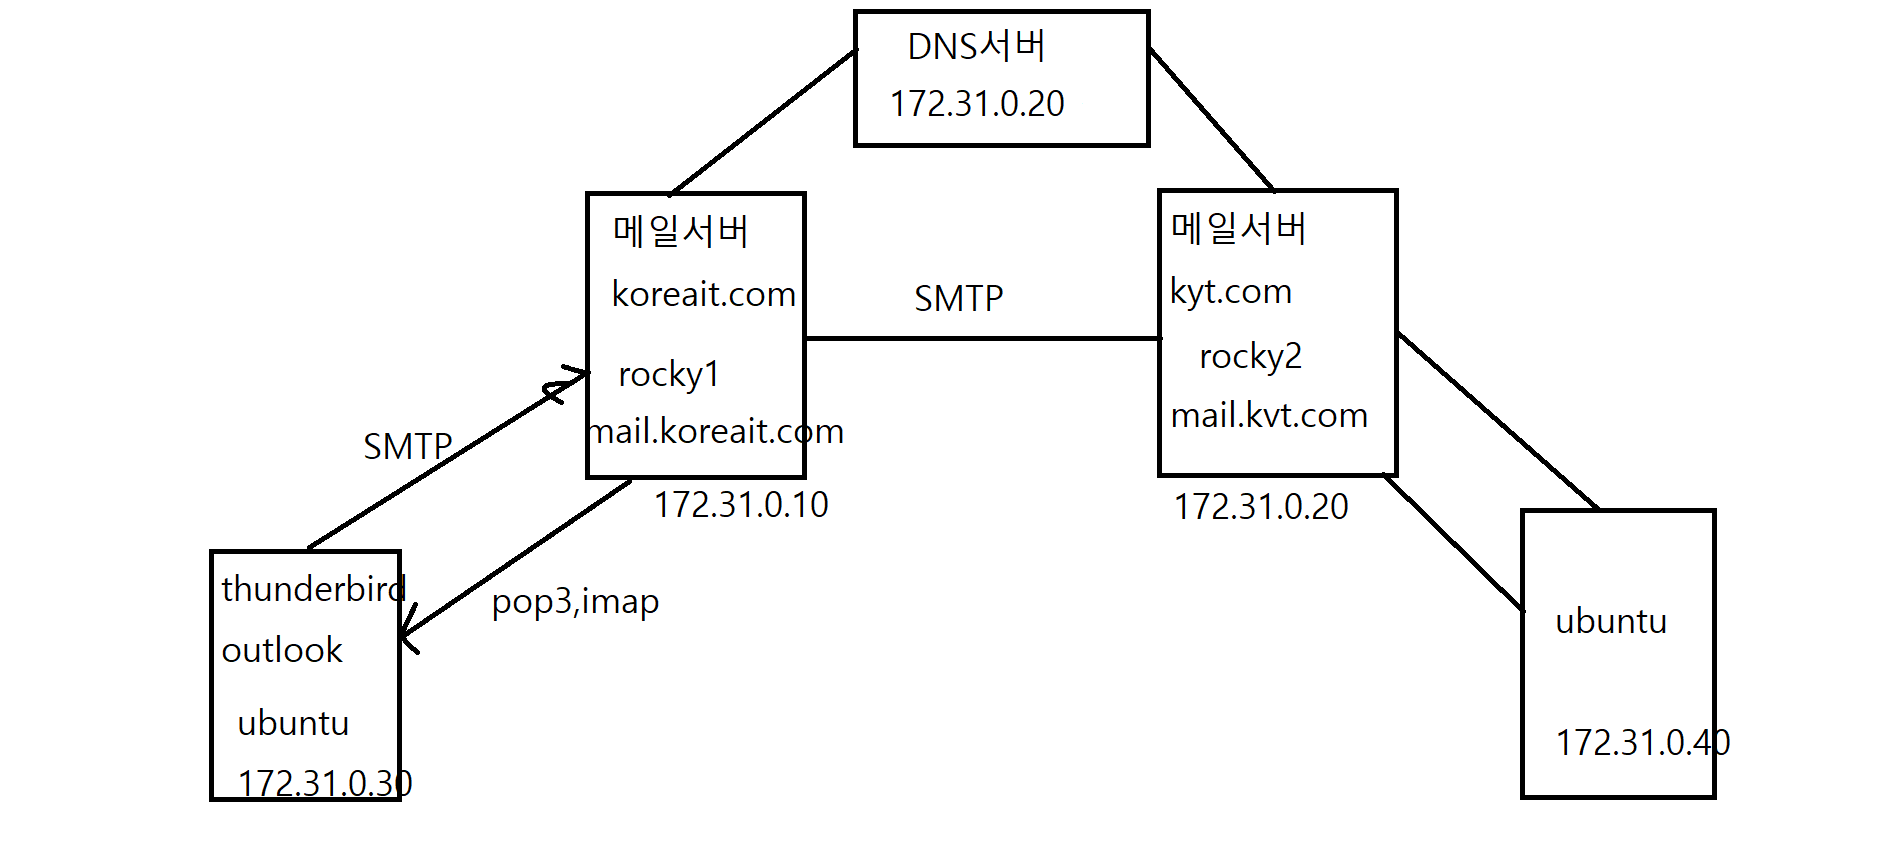 DNS서버
172.31.0.20
메일서버
koreait.com
rocky1
mail.koreait.com
172.31.0.10
SMTP
메일서버
kyt.com
rocky2
mail.kvt.com
172.31.0.20
SMTP
pop3,imap
thunderbird
outlook
ubuntu
172.31.0.30
ubuntu
172.31.0.40